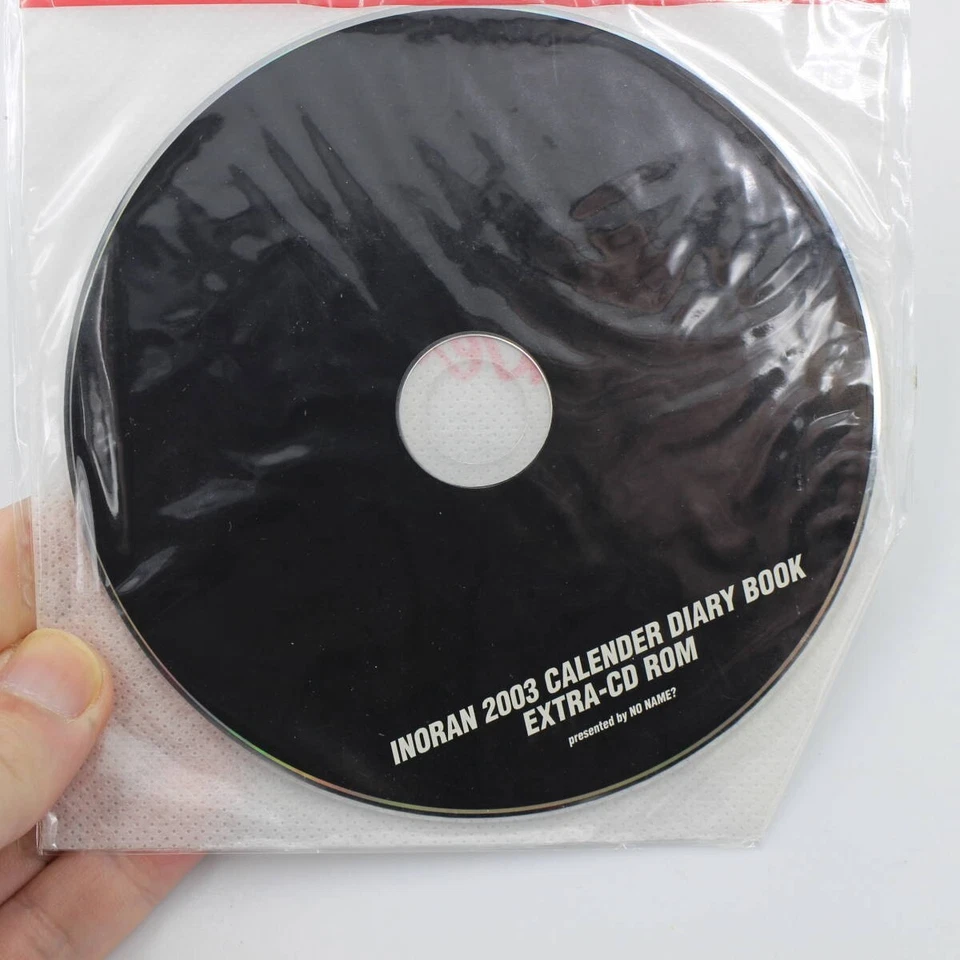 INORAN 2003 CALENDER DIARY BOOK
EXTRA-CD ROM
presented by NO NAME?